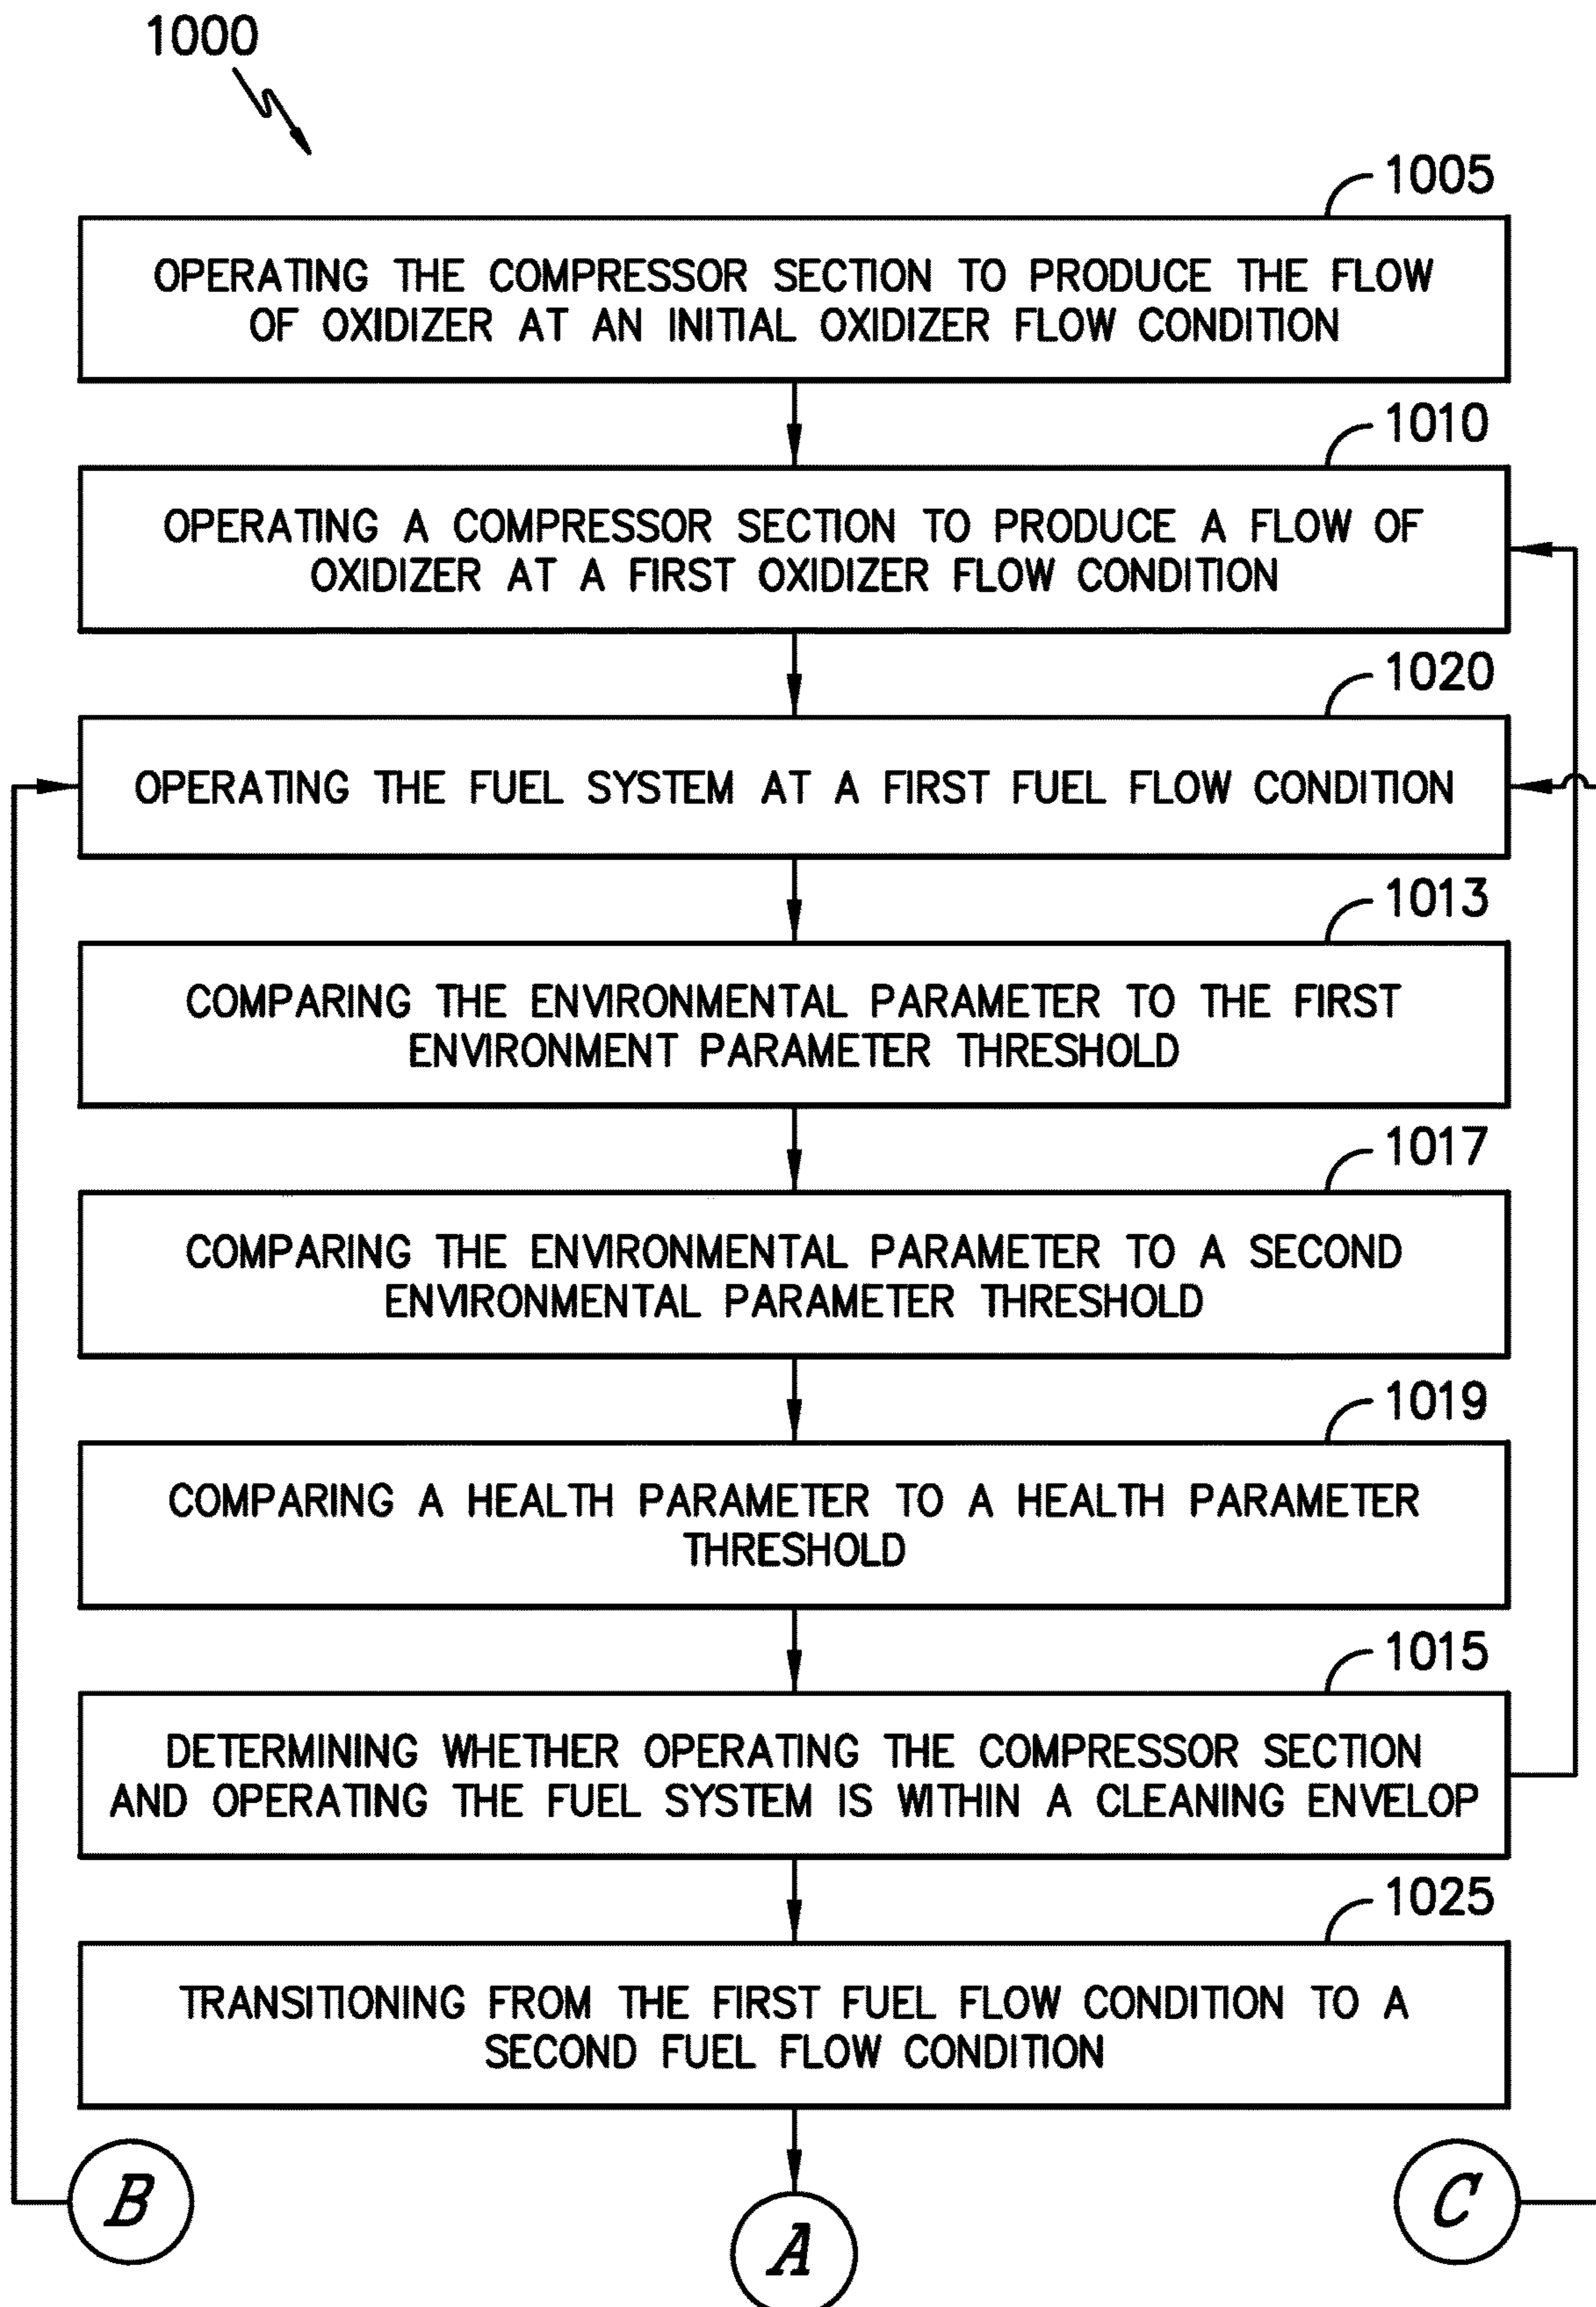 1000
1005
OPERATING THE COMPRESSOR SECTION TO PRODUCE THE FLOW
OF OXIDIZER AT AN INITIAL OXIDIZER FLOW CONDITION
1010
OPERATING A COMPRESSOR SECTION TO PRODUCE A FLOW OF
OXIDIZER AT A FIRST OXIDIZER FLOW CONDITION
1020
OPERATING THE FUEL SYSTEM AT A FIRST FUEL FLOW CONDITION
1013
COMPARING THE ENVIRONMENTAL PARAMETER TO THE FIRST
ENVIRONMENT PARAMETER THRESHOLD
1017
COMPARING THE ENVIRONMENTAL PARAMETER TO A SECOND
ENVIRONMENTAL PARAMETER THRESHOLD
1019
COMPARING A HEALTH PARAMETER TO A HEALTH PARAMETER
THRESHOLD
1015
DETERMINING WHETHER OPERATING THE COMPRESSOR SECTION
AND OPERATING THE FUEL SYSTEM IS WITHIN A CLEANING ENVELOP
1025
TRANSITIONING FROM THE FIRST FUEL FLOW CONDITION TO A
SECOND FUEL FLOW CONDITION
B
A
C